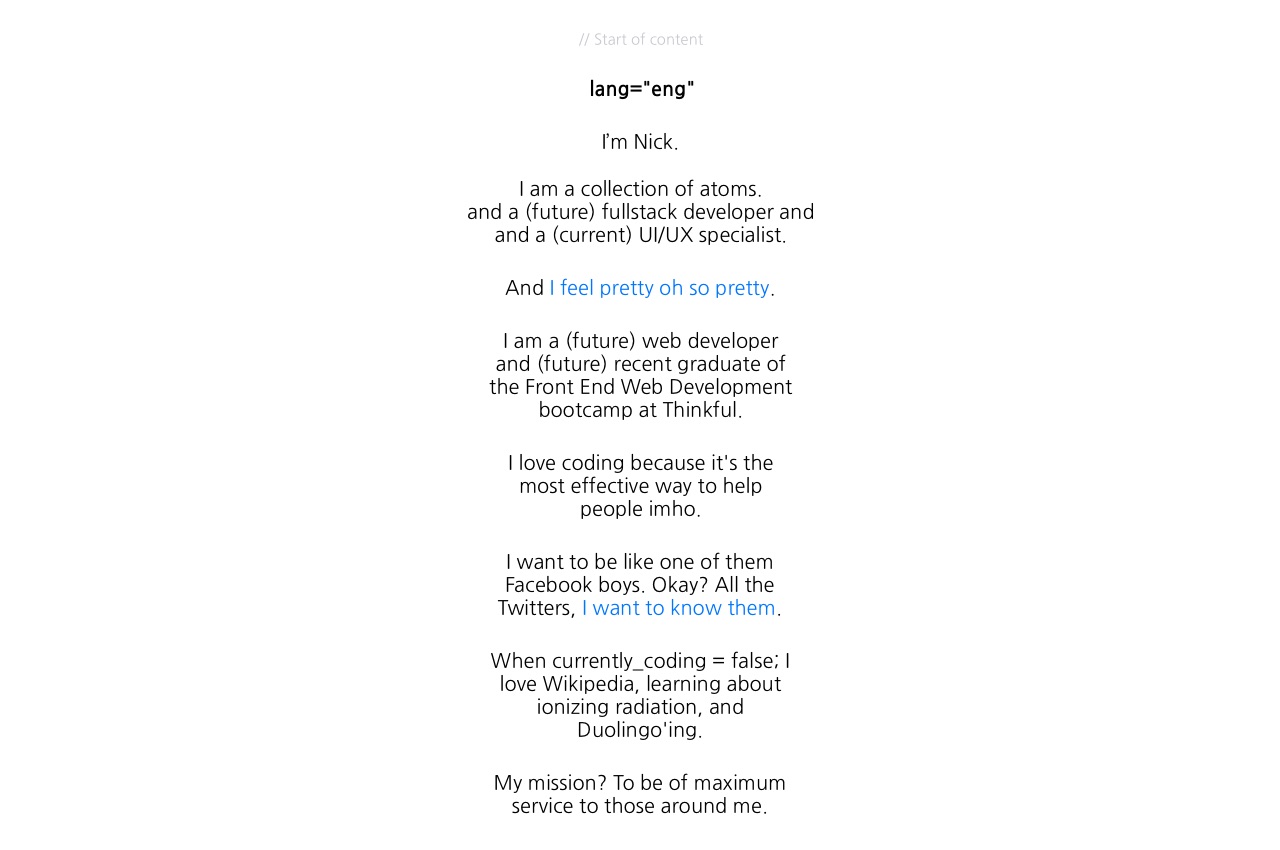 // Start of content
lang="eng"
I’m Nick.
I am a collection of atoms.
and a (future) fullstack developer and
and a (current) UI/UX specialist.
And I feel pretty oh so pretty.
I am a (future) web developer
and (future) recent graduate of
the Front End Web Development
bootcamp at Thinkful.
I love coding because it's the
most effective way to help
people imho.
I want to be like one of them
Facebook boys. Okay? All the
Twitters, I want to know them.
When currently_coding = false; I
love Wikipedia, learning about
ionizing radiation, and
Duolingo'ing.
My mission? To be of maximum
service to those around me.